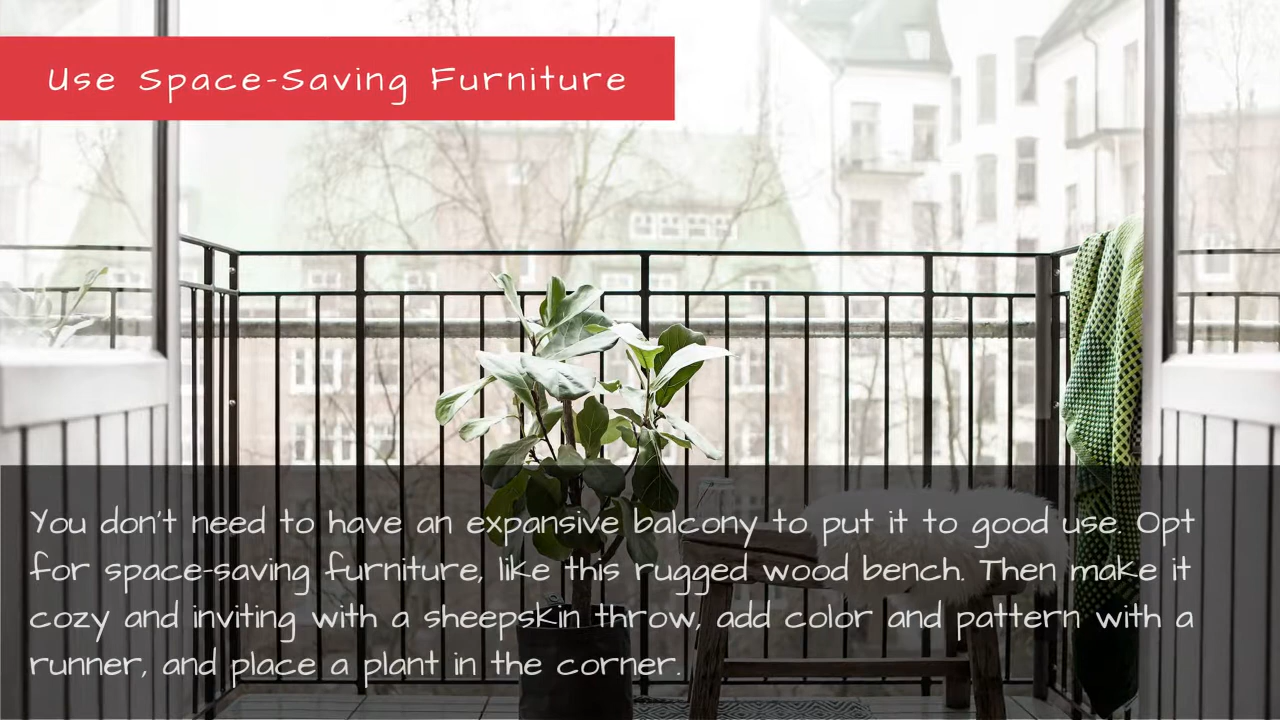 Use Space-Saving Furniture
You don't need to have an expansive balcony to put it to good use. Opt
for space-saving furniture, like this rugged wood bench. Then make it
cozy and inviting with a sheepskin throw, add color and pattern with a
runner, and place a plant in the corner.